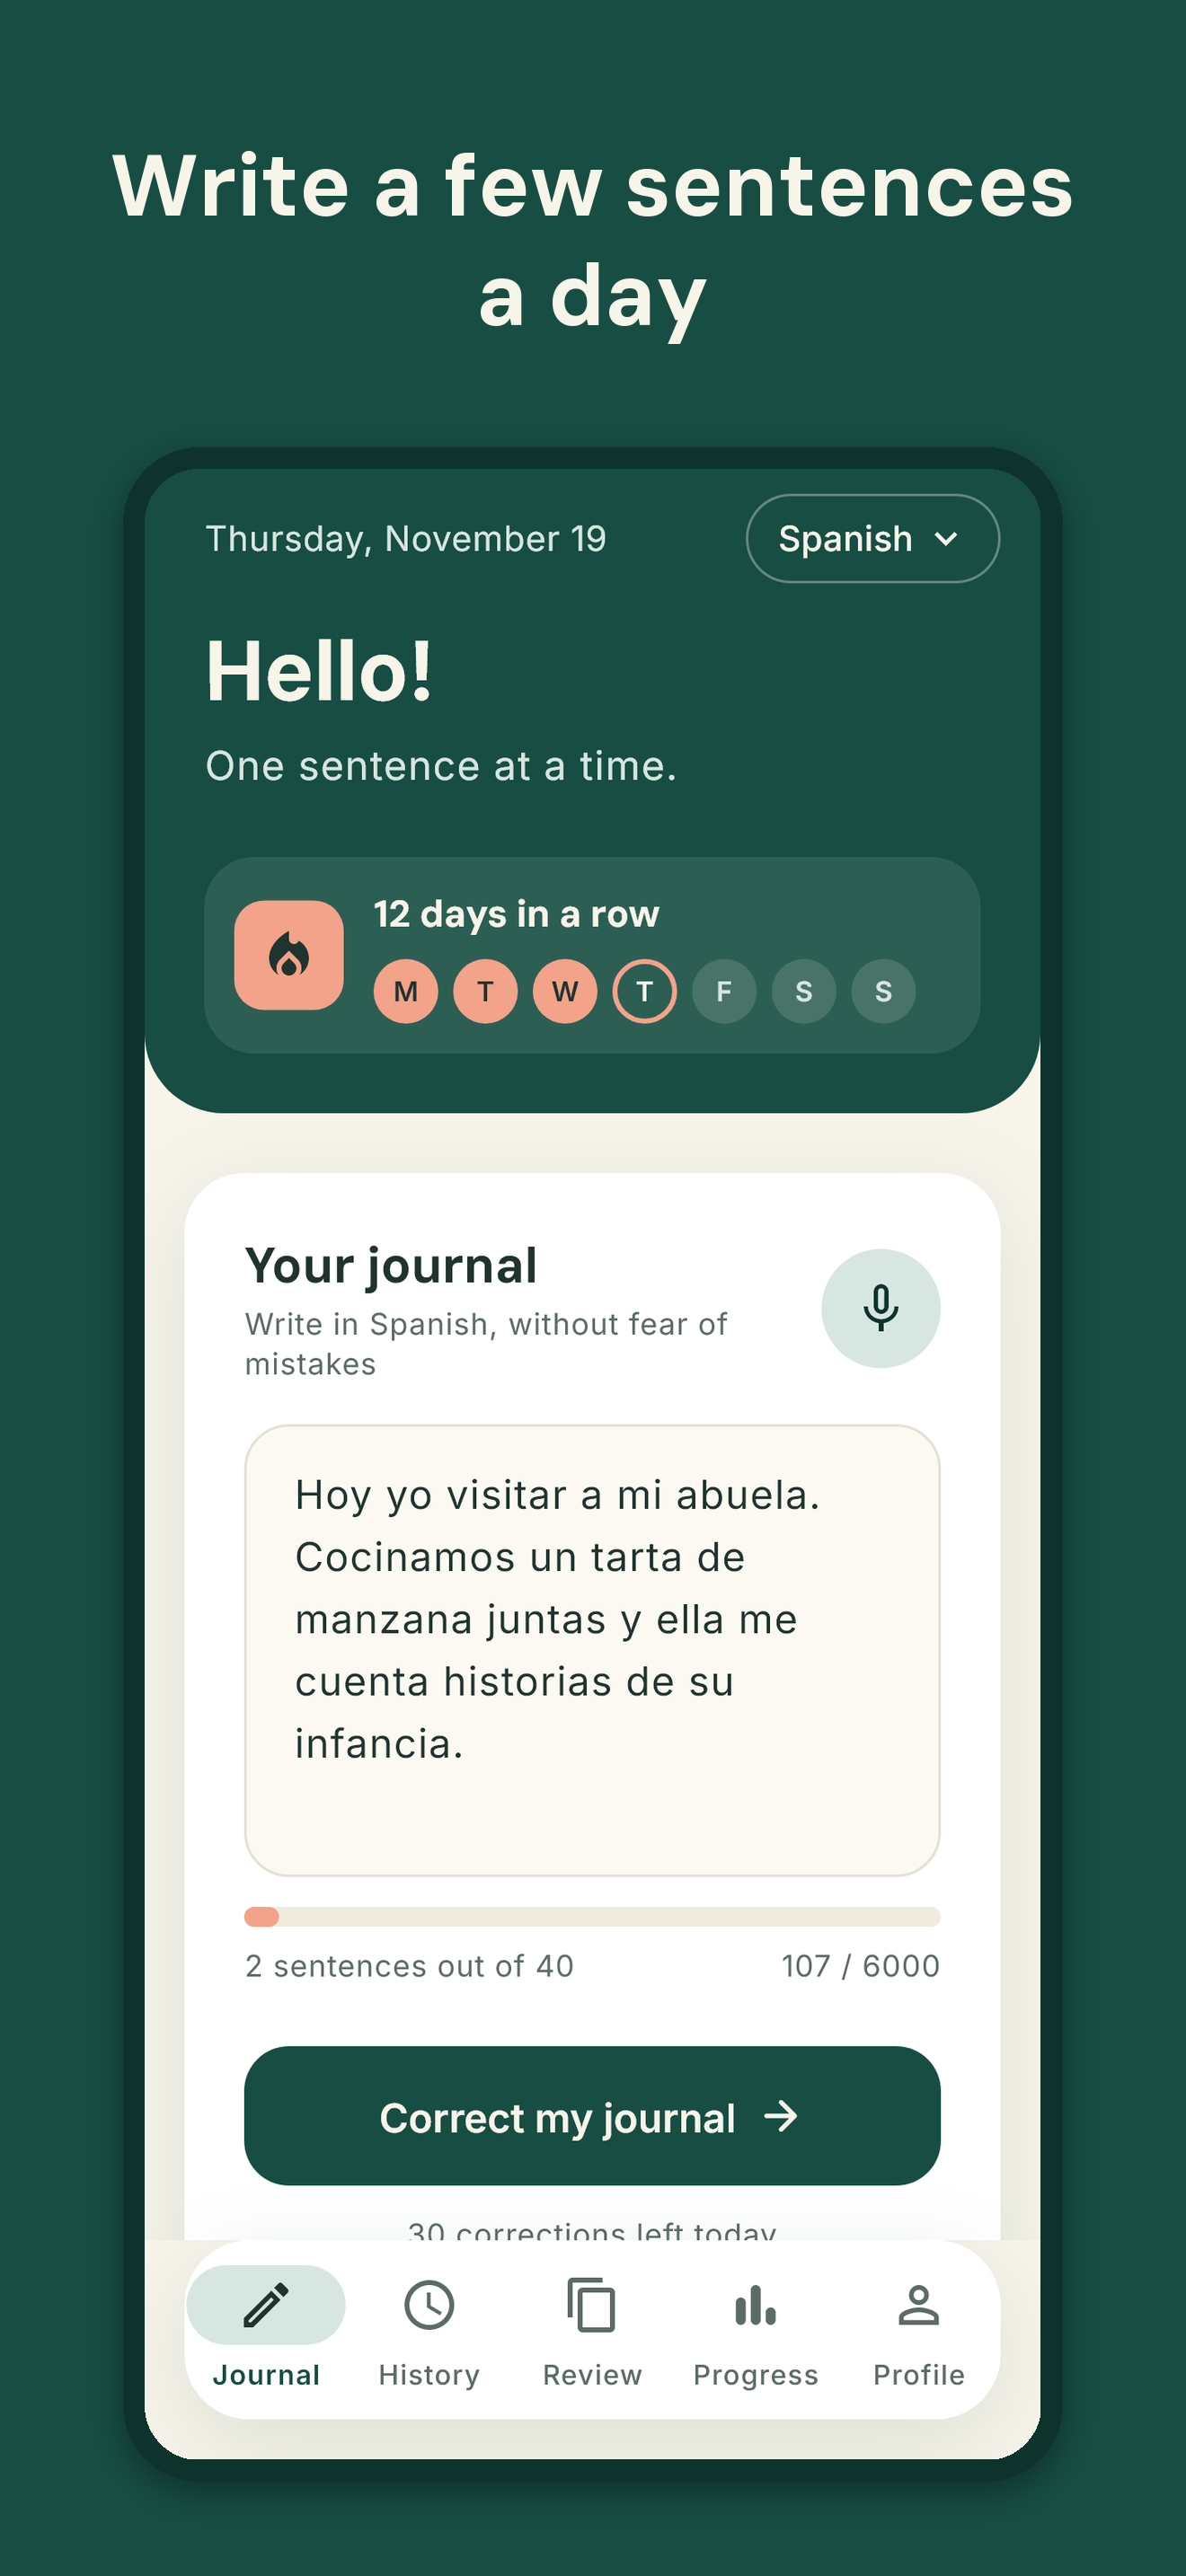 Write a few sentences
a day
Thursday, November 19
Spanish
Hello!
One sentence at a time.
12 days in a row
M T W T F S S
Your journal
Write in Spanish, without fear of
mistakes
Hoy yo visitar a mi abuela.
Cocinamos un tarta de
manzana juntas y ella me
cuenta historias de su
infancia.
2 sentences out of 40
107 / 6000
Correct my journal
30 corrections left today
Journal
History
Review
Progress
Profile